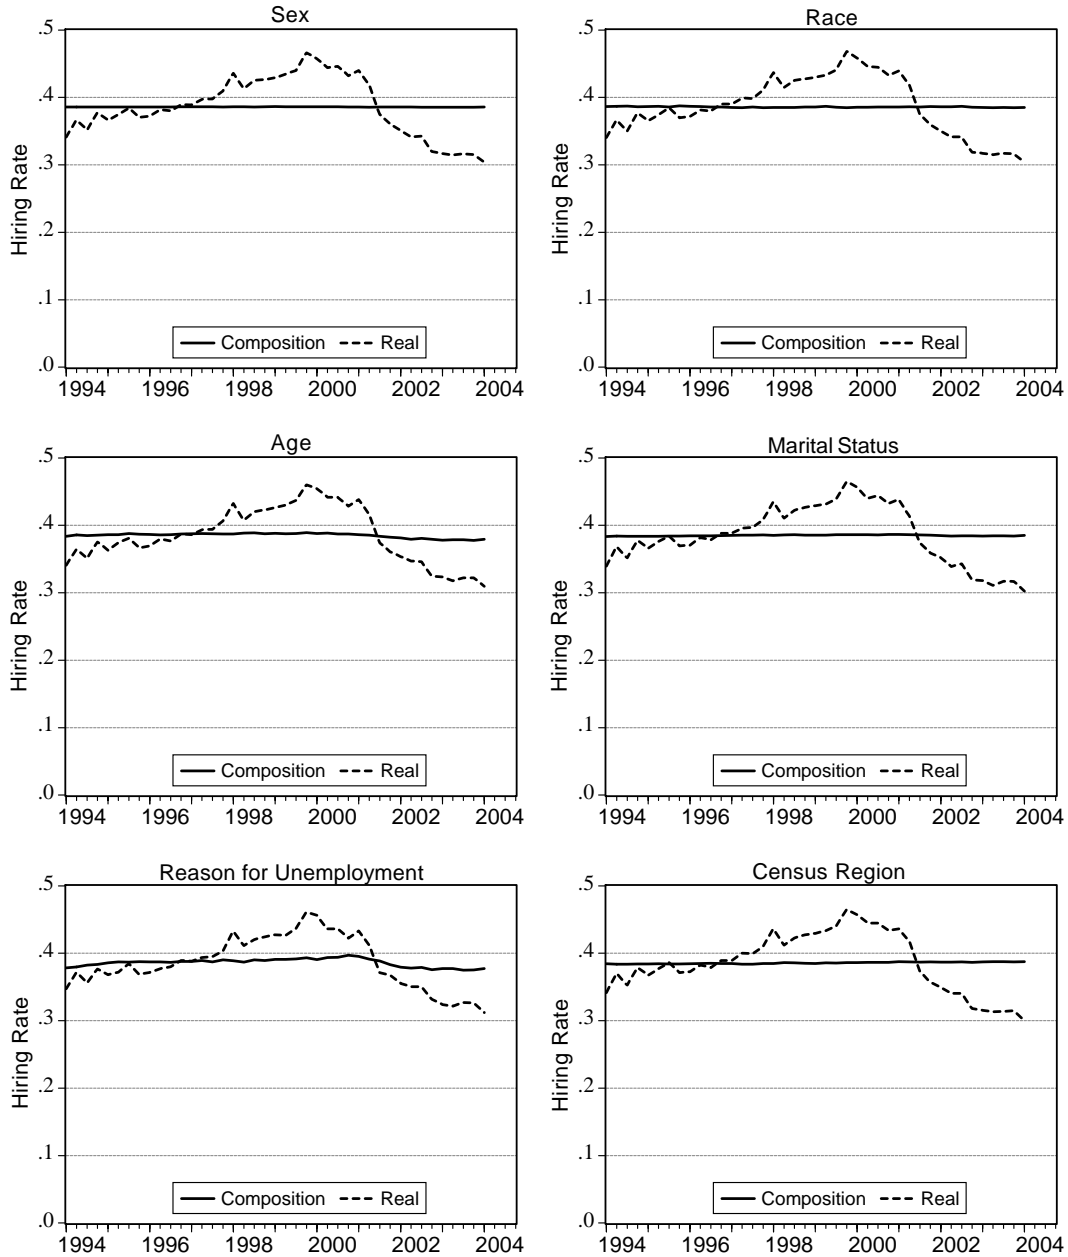 Sex
Hiring Rate
.5
.4
.3
.2
.1
.0
Composition Real
1994 1996 1998 2000 2002 2004
Race
Hiring Rate
.5
.4
.3
.2
.1
.0
Composition Real
1994 1996 1998 2000 2002 2004
Age
Hiring Rate
.5
.4
.3
.2
.1
.0
Composition Real
1994 1996 1998 2000 2002 2004
Marital Status
Hiring Rate
.5
.4
.3
.2
.1
.0
Composition Real
1994 1996 1998 2000 2002 2004
Reason for Unemployment
Hiring Rate
.5
.4
.3
.2
.1
.0
Composition Real
1994 1996 1998 2000 2002 2004
Census Region
Hiring Rate
.5
.4
.3
.2
.1
.0
Composition Real
1994 1996 1998 2000 2002 2004